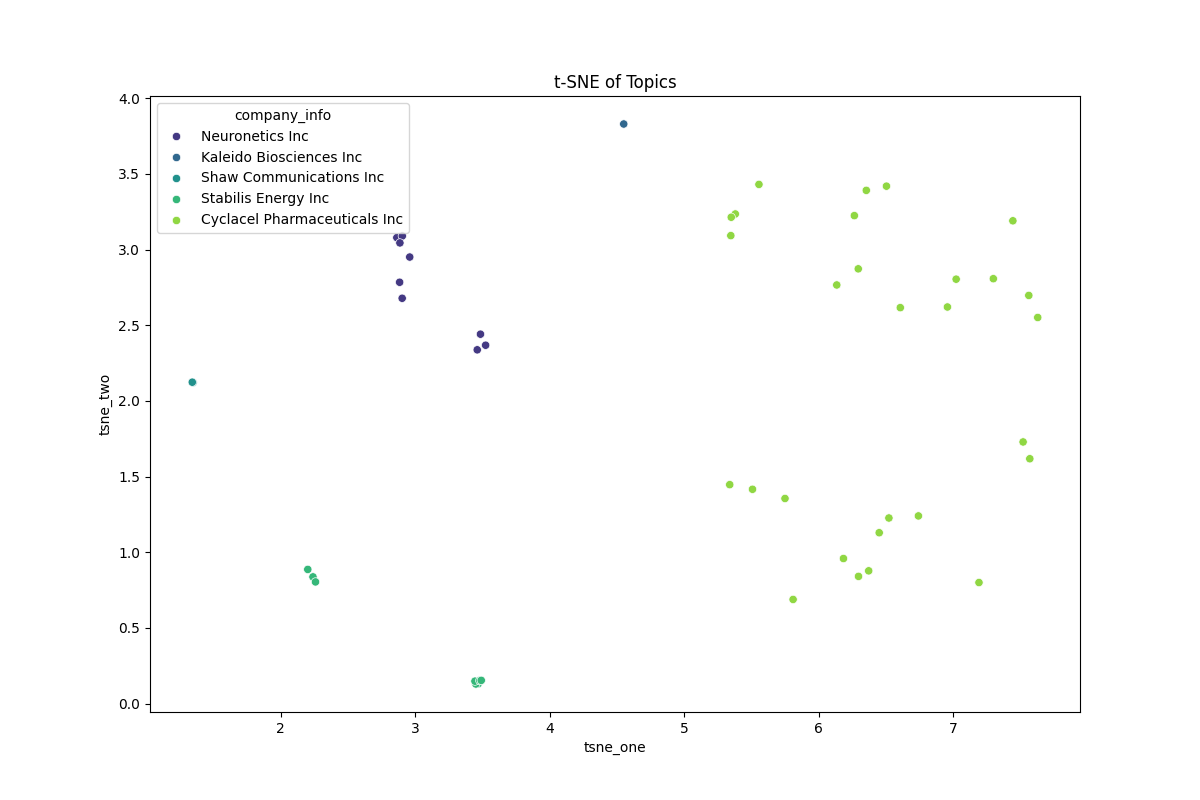 t-SNE of Topics
company_info
Neuronetics Inc
Kaleido Biosciences Inc
Shaw Communications Inc
Stabilis Energy Inc
Cyclacel Pharmaceuticals Inc
4.0
3.5
3.0
2.5
2.0
1.5
1.0
0.5
0.0
tsne_two
2 3 4 5 6 7
tsne_one